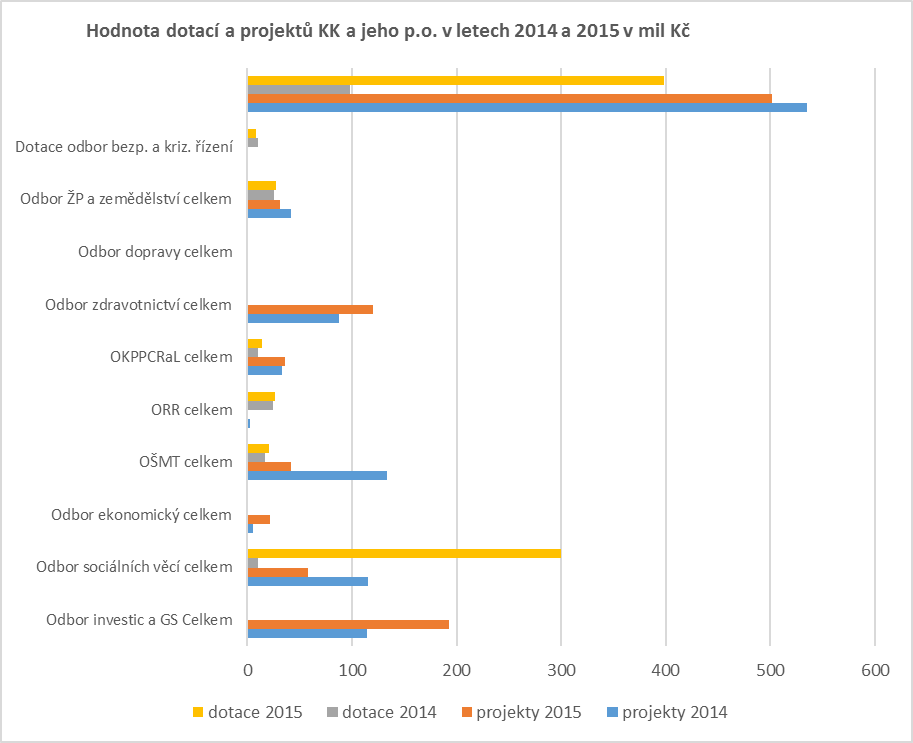 Hodnota dotací a projektů KK a jeho p.o. v letech 2014 a 2015 v mil Kč
Dotace odbor bezp. a kriz. řízení
Odbor ŽP a zemědělství celkem
Odbor dopravy celkem
Odbor zdravotnictví celkem
OKPPCRaL celkem
ORR celkem
OŠMT celkem
Odbor ekonomický celkem
Odbor sociálních věcí celkem
Odbor investic a GS Celkem
0 100 200 300 400 500 600
dotace 2015 dotace 2014 projekty 2015 projekty 2014